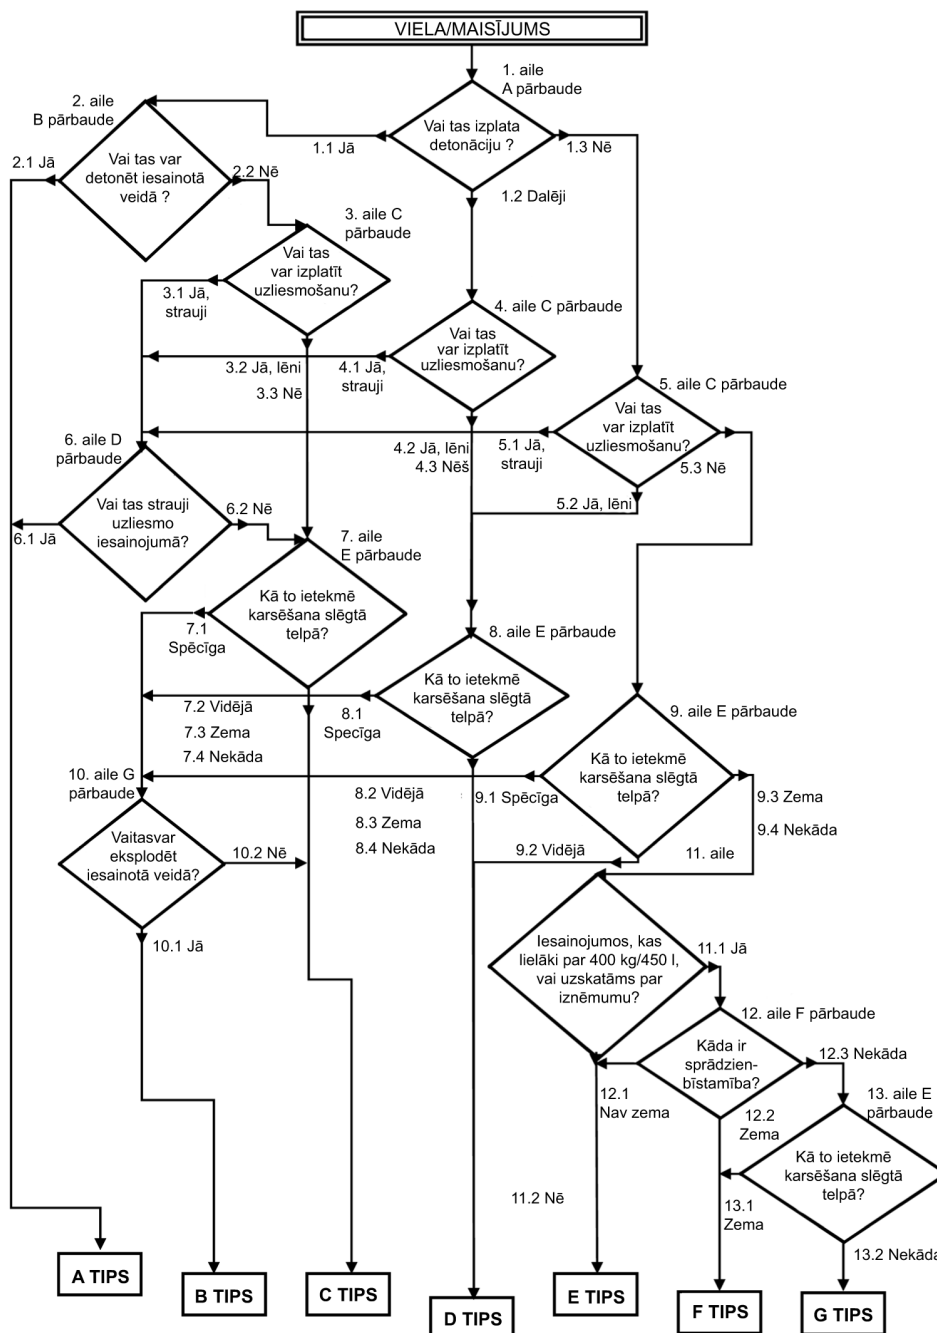 VIELA/MAISĪJUMS
1. aile
A pārbaude
Vai tas izplata
detonāciju ?
1.1 Jā
1.3 Nē
1.2 Dalēji
2. aile
B pārbaude
Vai tas var
detonēt iesainotā
veidā ?
2.1 Jā
2.2 Nē
3. aile C
pārbaude
Vai tas
var izplatīt
uzliesmošanu?
3.1 Jā,
strauji
3.2 Jā, lēni
3.3 Nē
4. aile C pārbaude
Vai tas
var izplatīt
uzliesmošanu?
4.1 Jā,
strauji
4.2 Jā, lēni
4.3 Nēš
5. aile C pārbaude
Vai tas
var izplatīt
uzliesmošanu?
5.1 Jā,
strauji
5.3 Nē
5.2 Jā, lēni
6. aile D
pārbaude
Vai tas strauji
uzliesmo
iesainojumā?
6.1 Jā
6.2 Nē
7. aile
E pārbaude
Kā to ietekmē
karsēšana slēgtā
telpā?
7.1
Spēcīga
7.2 Vidējā
7.3 Zema
7.4 Nekāda
8. aile E pārbaude
Kā to ietekmē
karsēšana slēgtā
telpā?
8.1
Specīga
8.2 Vidējā
8.3 Zema
8.4 Nekāda
9. aile E pārbaude
Kā to ietekmē
karsēšana slēgtā
telpā?
9.1 Spēcīga
9.2 Vidējā
9.3 Zema
9.4 Nekāda
10. aile G
pārbaude
Vaitasvar
eksplodēt
iesainotā veidā?
10.2 Nē
10.1 Jā
11. aile
Iesainojumos, kas
lielāki par 400 kg/450 l,
vai uzskatāms par
iznēmumu?
11.1 Jā
11.2 Nē
12. aile F pārbaude
Kāda ir
sprādzien-
bīstamība?
12.1
Nav zema
12.2
Zema
12.3 Nekāda
13. aile E
pārbaude
Kā to ietekmē
karsēšana slēgtā
telpā?
13.1
Zema
13.2 Nekāda
A TIPS
B TIPS
C TIPS
D TIPS
E TIPS
F TIPS
G TIPS